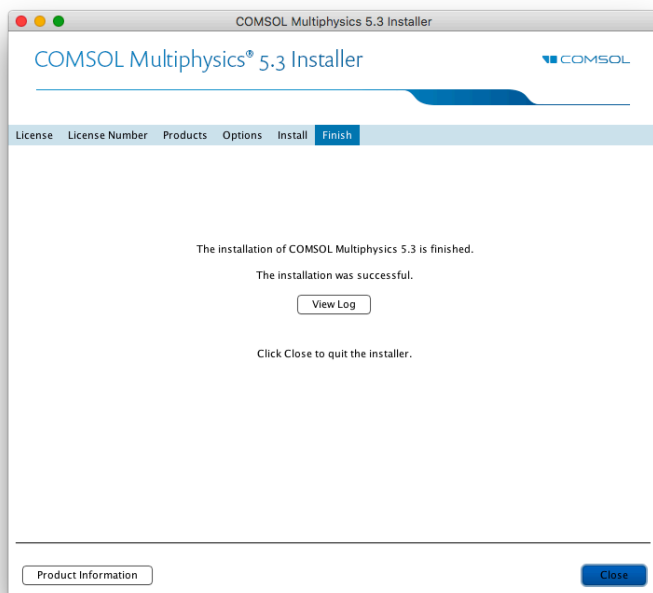 COMSOL Multiphysics 5.3 Installer
COMSOL Multiphysics® 5.3 Installer
COMSOL
License License Number Products Options Install Finish
The installation of COMSOL Multiphysics 5.3 is finished.
The installation was successful.
View Log
Click Close to quit the installer.
Product Information
Close